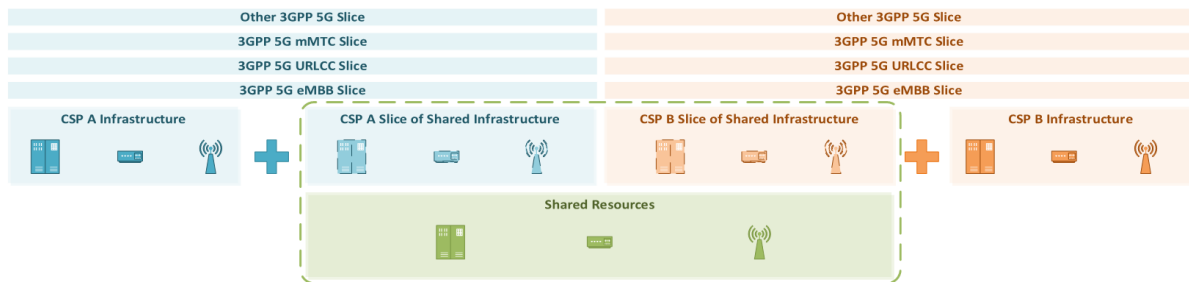 Other 3GPP 5G Slice
Other 3GPP 5G Slice
3GPP 5G mMTC Slice
3GPP 5G mMTC Slice
3GPP 5G URLCC Slice
3GPP 5G URLCC Slice
3GPP 5G eMBB Slice
3GPP 5G eMBB Slice
CSP A Infrastructure
CSP A Slice of Shared Infrastructure
CSP B Slice of Shared Infrastructure
CSP B Infrastructure
Shared Resources